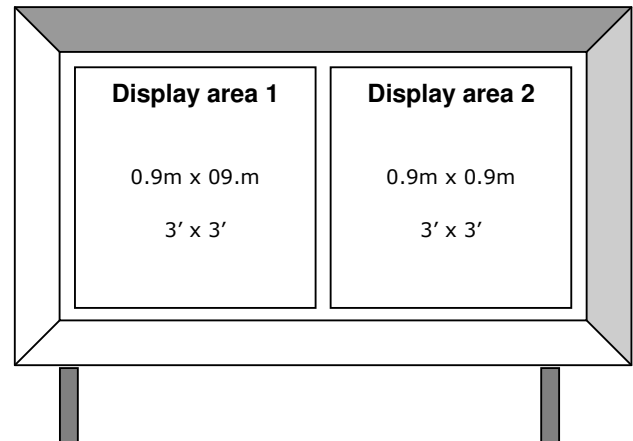 Display area 1
0.9m x 09.m
3′ x 3′
Display area 2
0.9m x 0.9m
3′ x 3′